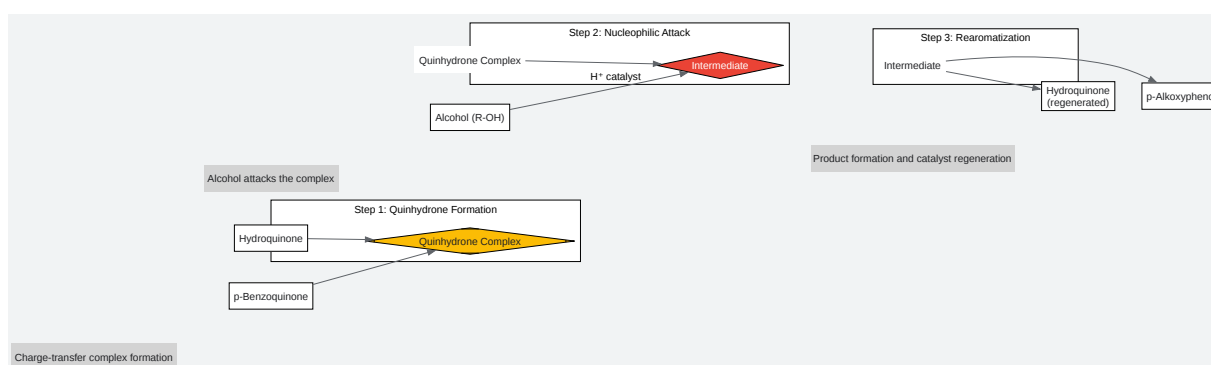 Step 2: Nucleophilic Attack
Quinhydrone Complex
Intermediate
H⁺ catalyst
Alcohol (R-OH)
Step 3: Rearomatization
Intermediate
Hydroquinone
(regenerated)
p-Alkoxypheno
Product formation and catalyst regeneration
Alcohol attacks the complex
Step 1: Quinhydrone Formation
Hydroquinone
Quinhydrone Complex
p-Benzoquinone
Charge-transfer complex formation